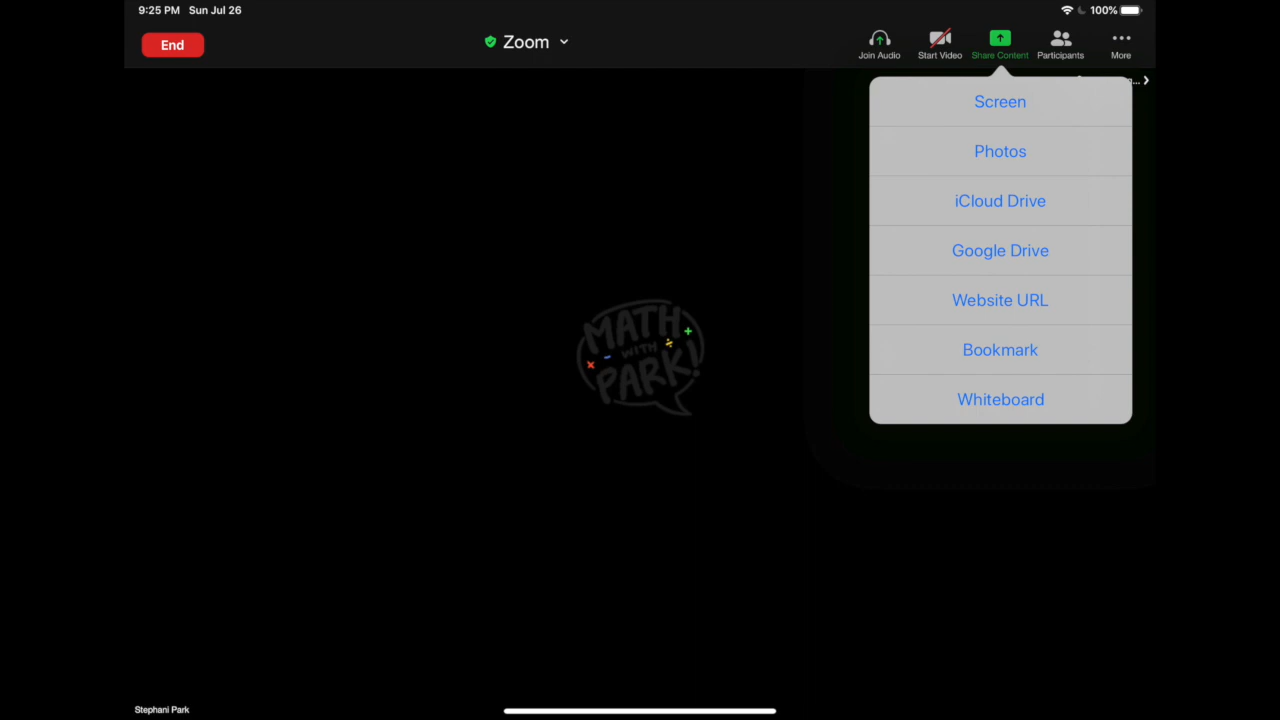 9:25 PM Sun Jul 26
100%
End
Zoom
Join Audio
Start Video
Share Content
Participants
More
Screen
Photos
iCloud Drive
Google Drive
Website URL
Bookmark
Whiteboard
MATH
WITH
PARK!
Stephani Park